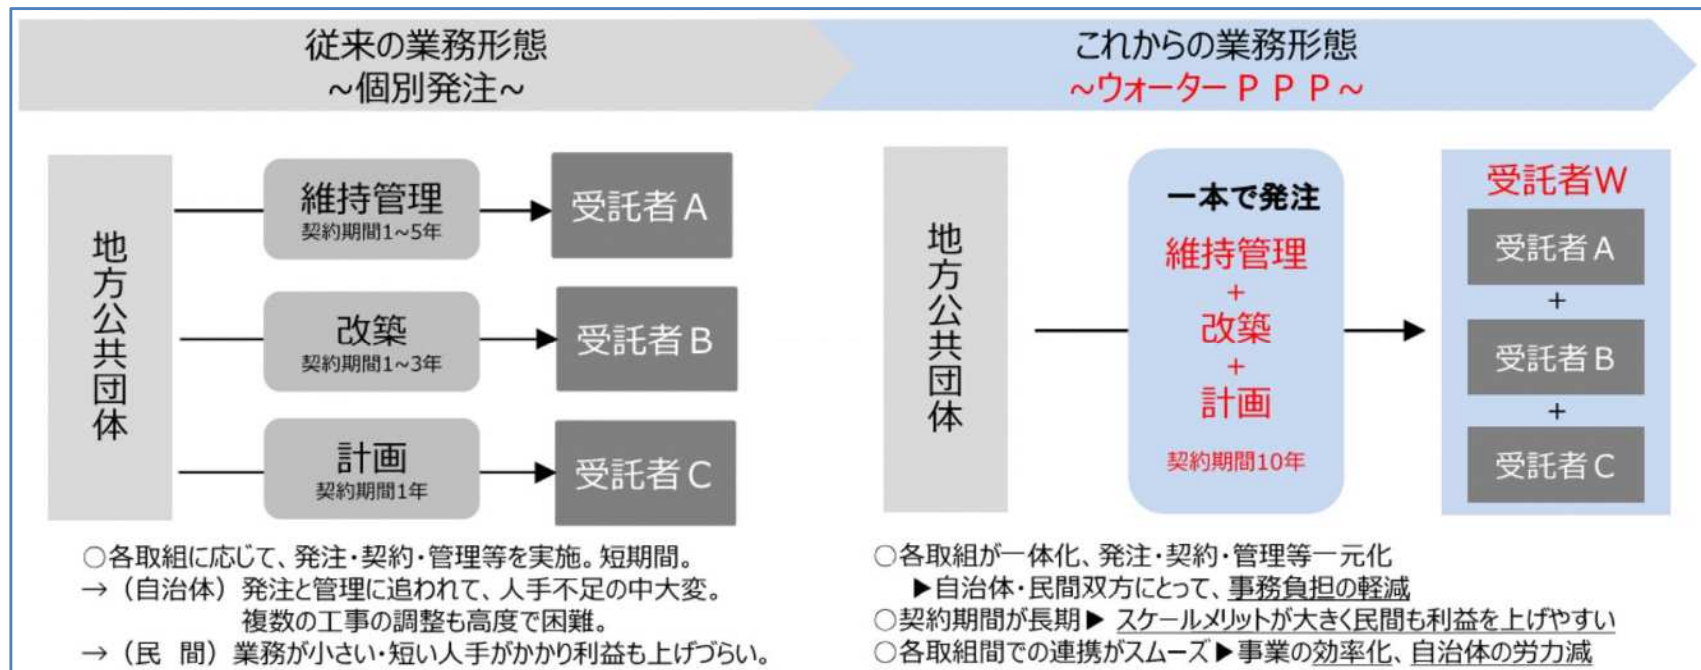 従来の業務形態
~個別発注~
これからの業務形態
~ウォーターPPP~
地方公共団体
維持管理
契約期間1~5年
受託者A
改築
契約期間1~3年
受託者B
計画
契約期間1年
受託者C
○各取組に応じて、発注・契約・管理等を実施。短期間。
→（自治体）発注と管理に追われて、人手不足の中大変。
複数の工事の調整も高度で困難。
→（民　間）業務が小さい・短い人手がかかり利益も上げづらい。
地方公共団体
一本で発注
維持管理
+
改築
+
計画
契約期間10年
受託者W
受託者A
+
受託者B
+
受託者C
○各取組が一体化、発注・契約・管理等一元化
▶自治体・民間双方にとって、事務負担の軽減
○契約期間が長期▶ スケールメリットが大きく民間も利益を上げやすい
○各取組間での連携がスムーズ▶事業の効率化、自治体の労力減